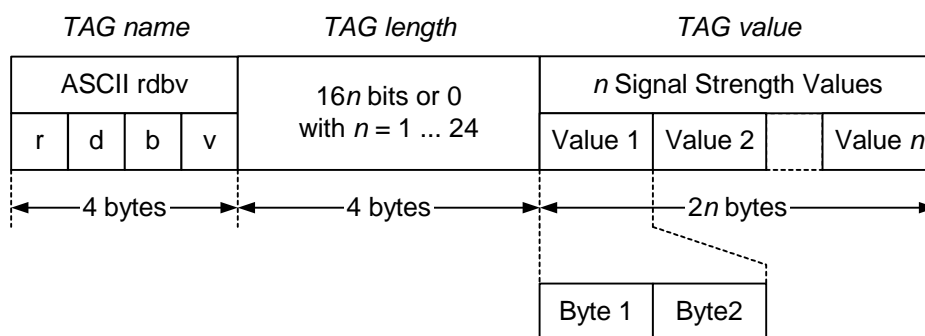 TAG name TAG length TAG value
ASCII rdbv
16n bits or 0
with n = 1 ... 24
n Signal Strength Values
r d b v
Value 1 Value 2 Value n
4 bytes 4 bytes 2n bytes
Byte 1 Byte2